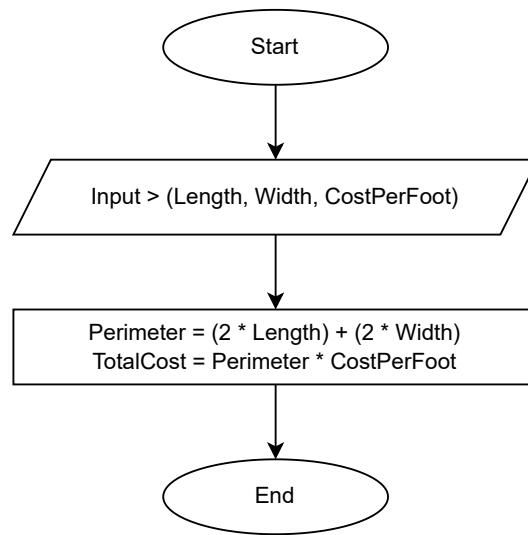 Start
Input > (Length, Width, CostPerFoot)
Perimeter = (2 * Length) + (2 * Width)
TotalCost = Perimeter * CostPerFoot
End